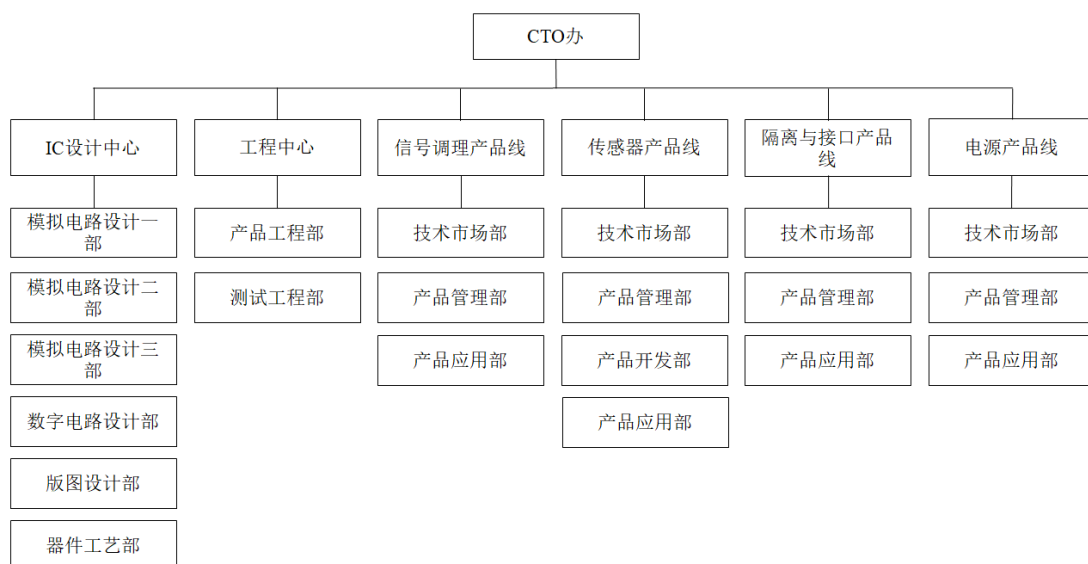 CTO办
IC设计中心
工程中心
信号调理产品线
传感器产品线
隔离与接口产品
线
电源产品线
模拟电路设计一
部
产品工程部
技术市场部
技术市场部
技术市场部
技术市场部
模拟电路设计二
部
测试工程部
产品管理部
产品管理部
产品管理部
产品管理部
模拟电路设计三
部
产品应用部
产品开发部
产品应用部
产品应用部
数字电路设计部
产品应用部
版图设计部
器件工艺部